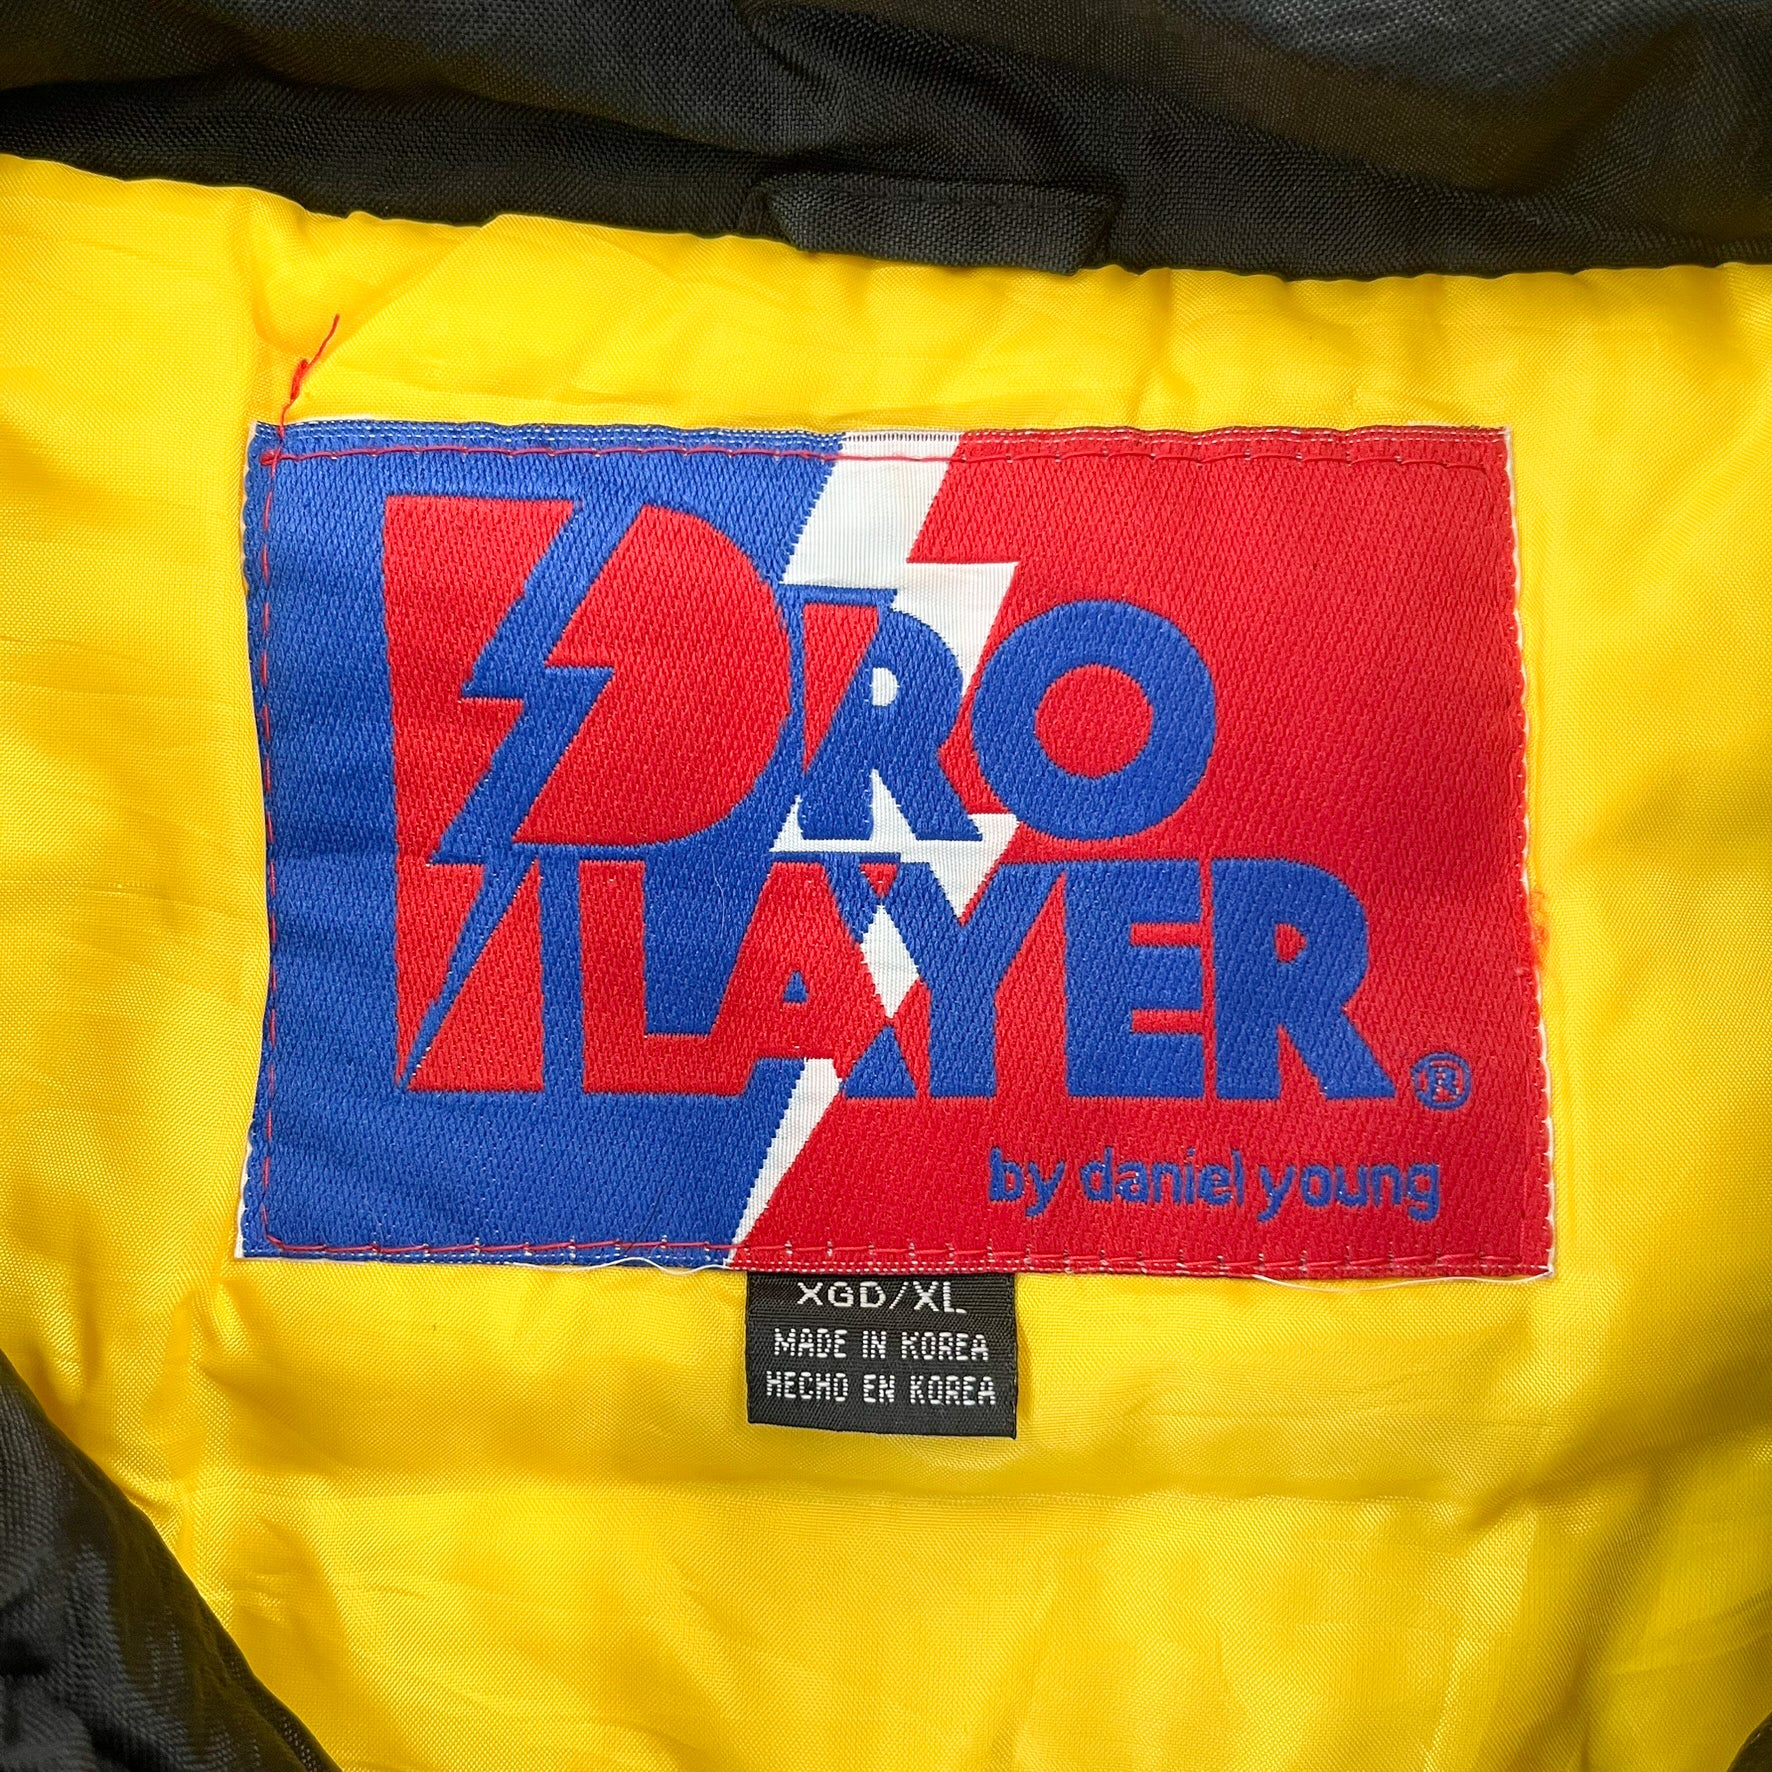 PRO
PLAYER®
by daniel young
XGD/XL
MADE IN KOREA
HECHO EN KOREA